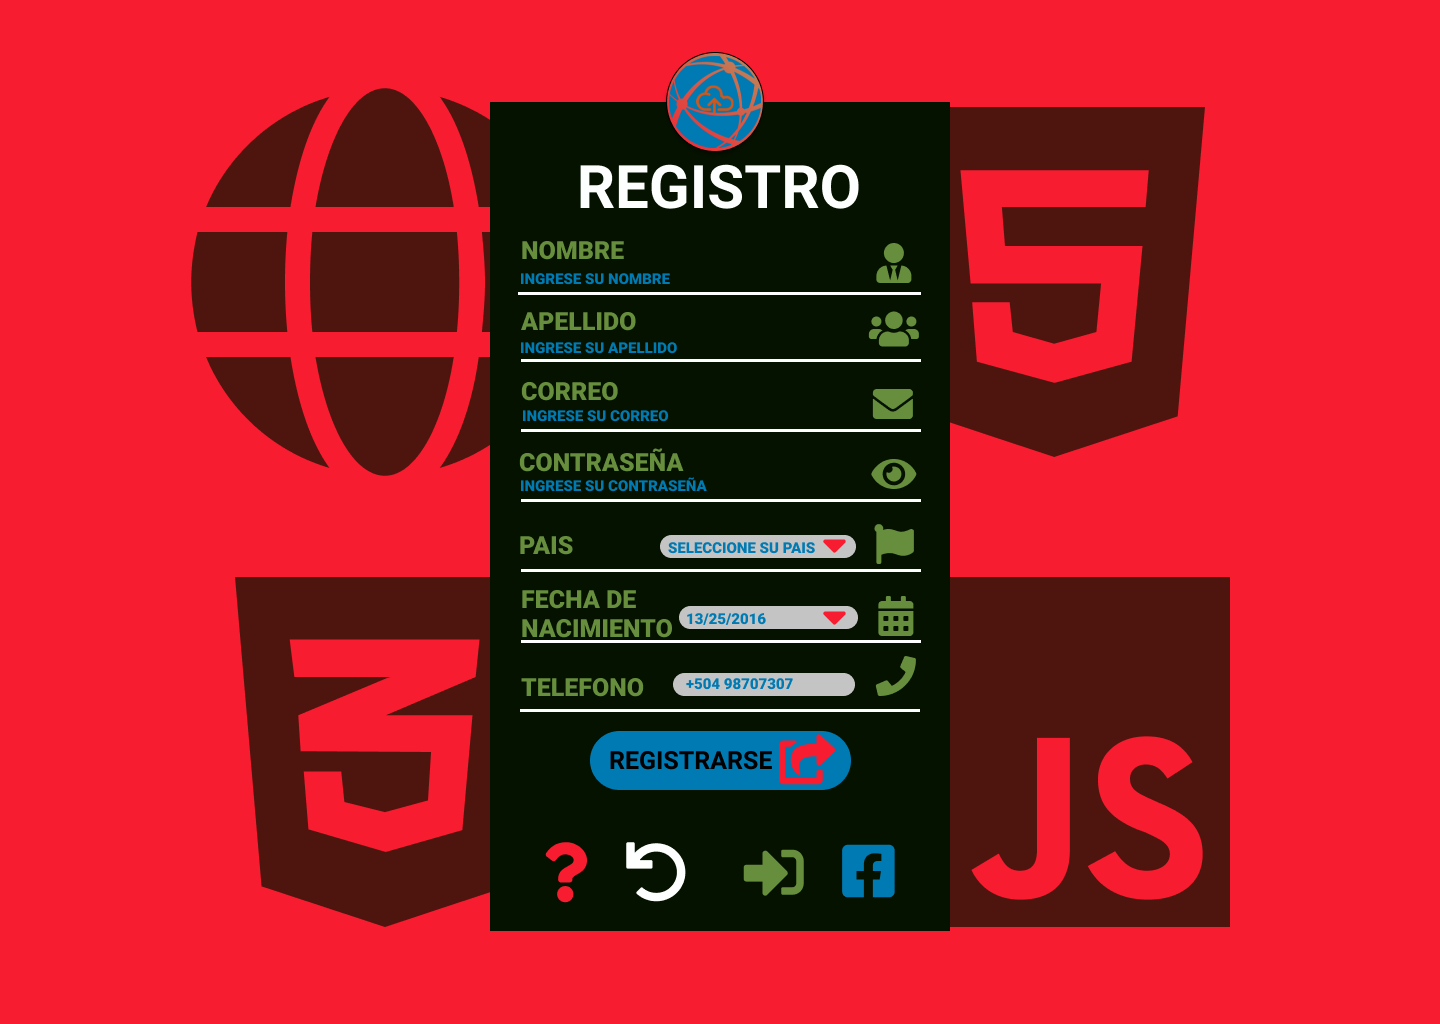 REGISTRO
NOMBRE
INGRESE SU NOMBRE
APELLIDO
INGRESE SU APELLIDO
CORREO
INGRESE SU CORREO
CONTRASEÑA
INGRESE SU CONTRASEÑA
PAIS
SELECCIONE SU PAIS
FECHA DE
NACIMIENTO
13/25/2016
TELEFONO
+504 98707307
REGISTRARSE
5
3
JS